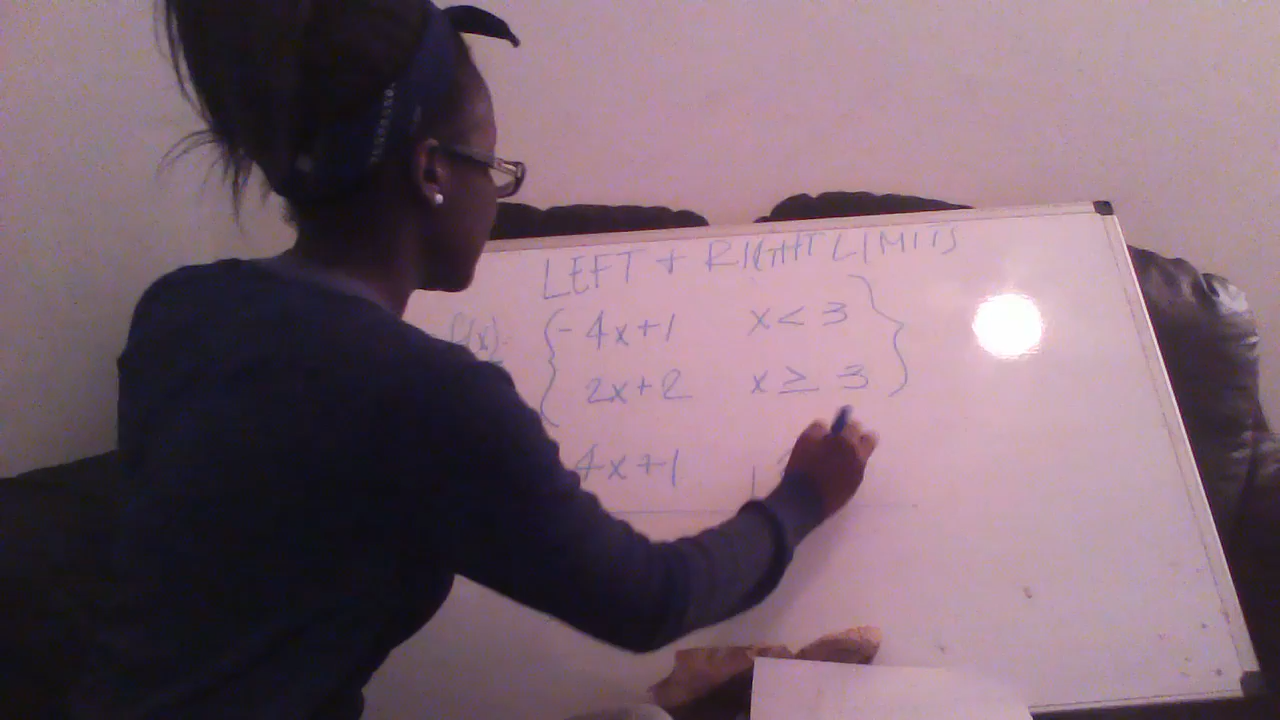 LEFT + RIGHT LIMITS
f(x) { -4x+1 x < 3 }
2x+2 x ≥ 3
4x+1